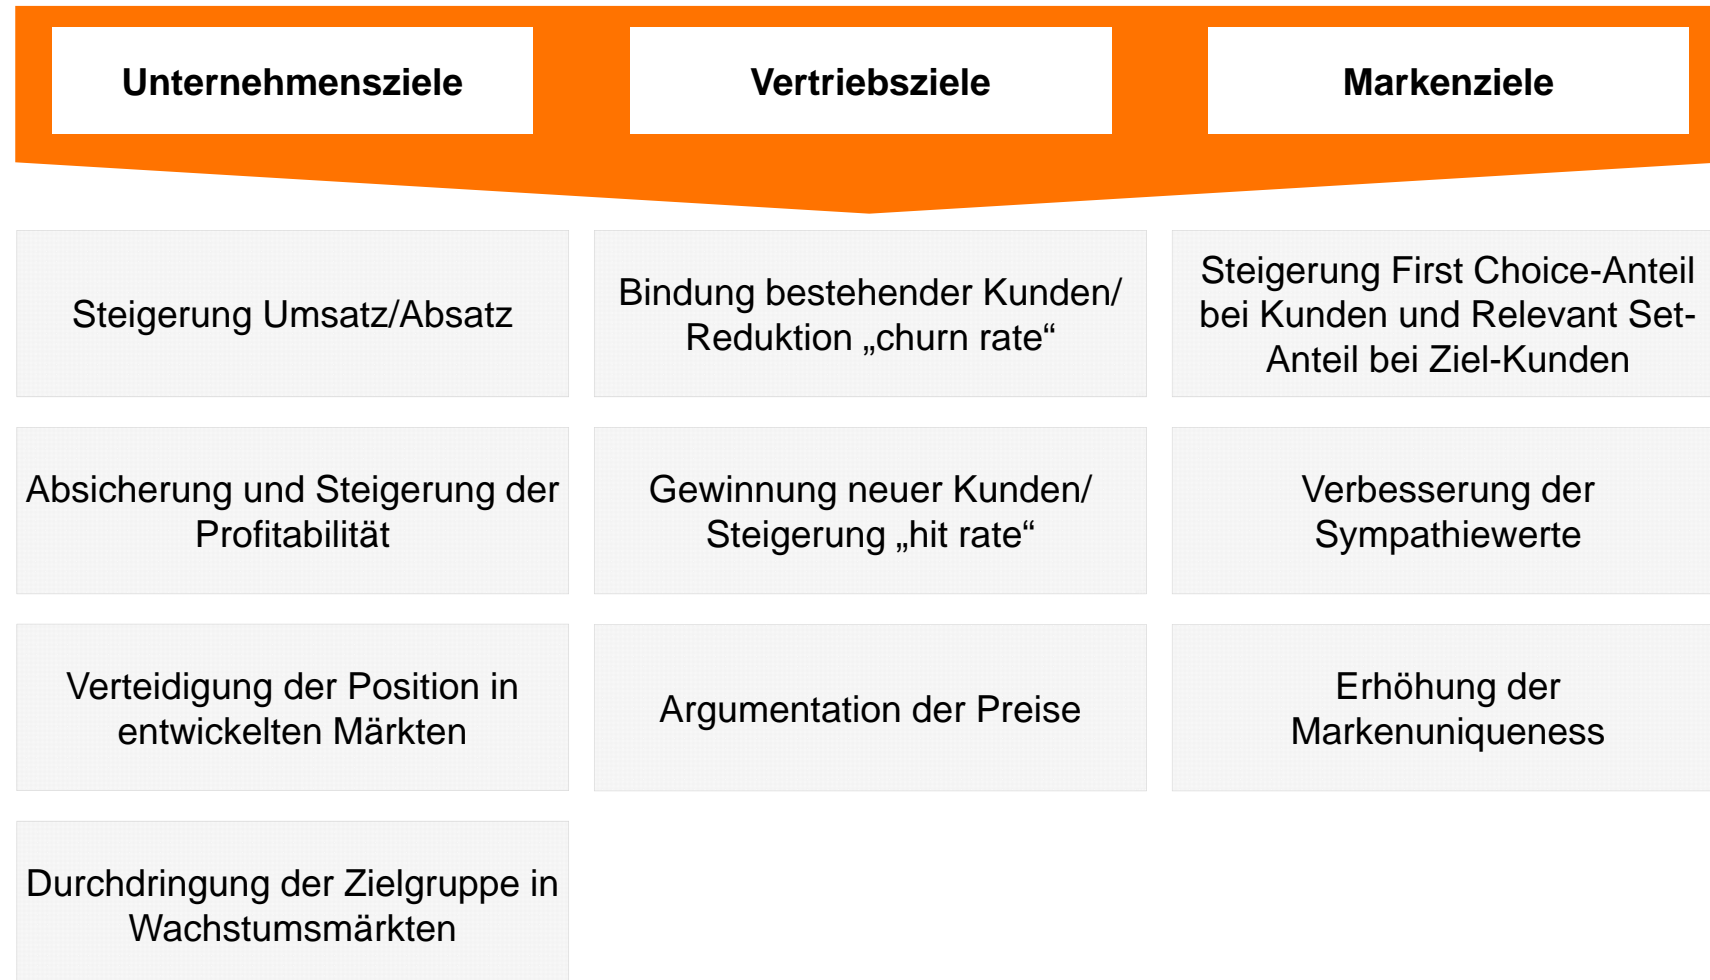 Unternehmensziele
Vertriebsziele
Markenziele
Steigerung Umsatz/Absatz
Bindung bestehender Kunden/
Reduktion „churn rate“
Steigerung First Choice-Anteil
bei Kunden und Relevant Set-
Anteil bei Ziel-Kunden
Absicherung und Steigerung der
Profitabilität
Gewinnung neuer Kunden/
Steigerung „hit rate“
Verbesserung der
Sympathiewerte
Verteidigung der Position in
entwickelten Märkten
Argumentation der Preise
Erhöhung der
Markenuniqueness
Durchdringung der Zielgruppe in
Wachstumsmärkten